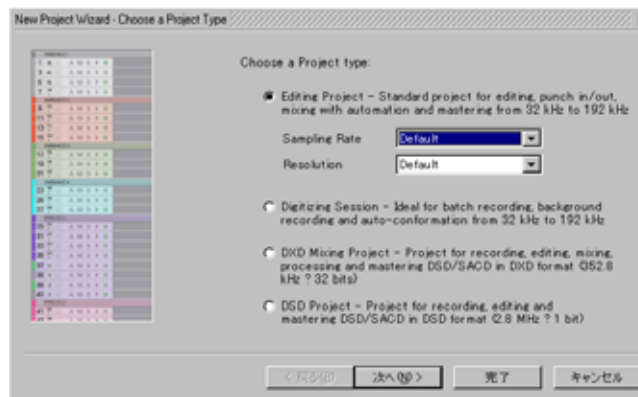 New Project Wizard - Choose a Project Type
Choose a Project type:
Editing Project - Standard project for editing, punch in/out,
mixing with automation and mastering from 32 kHz to 192 kHz
Sampling Rate
Default
Resolution
Default
Digitizing Session - Ideal for batch recording, background
recording and auto-conformation from 32 kHz to 192 kHz
DXD Mixing Project - Project for recording, editing, mixing,
processing and mastering DSD/SACD in DXD format (352.8
kHz ? 32 bits)
DSD Project - Project for recording, editing and
mastering DSD/SACD in DSD format (2.8 MHz ? 1 bit)
< 戻る(B)
次へ(N) >
完了
キャンセル